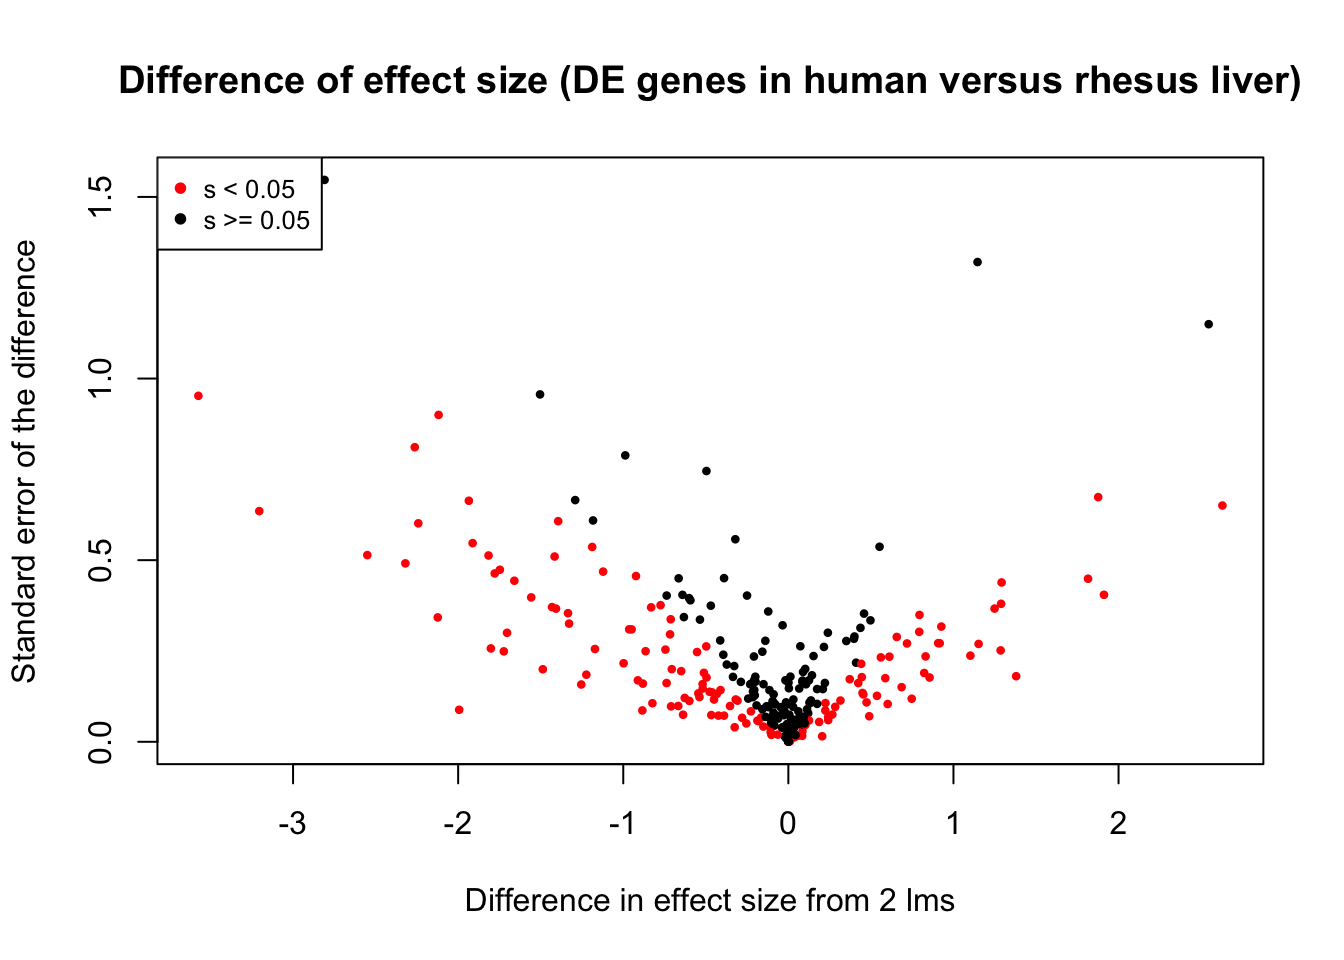 Difference of effect size (DE genes in human versus rhesus liver)
s < 0.05
s >= 0.05
Standard error of the difference
0.0
0.5
1.0
1.5
-3
-2
-1
0
1
2
Difference in effect size from 2 lms